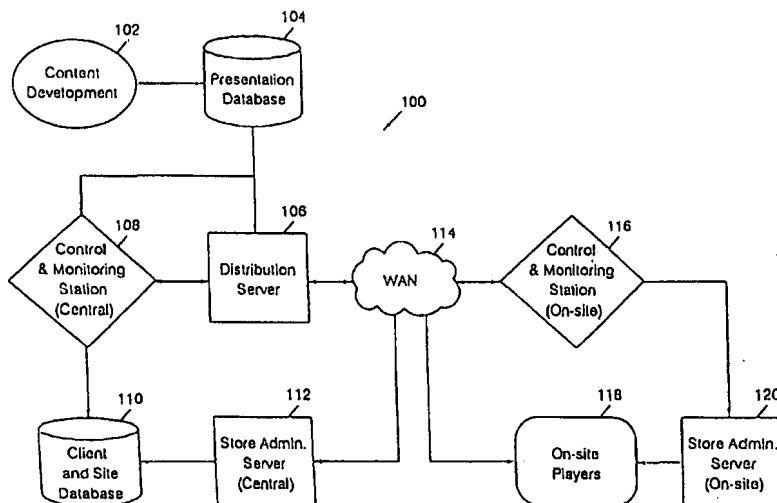 102
Content
Development
104
Presentation
Database
100
108
Control
& Monitoring
Station
(Central)
106
Distribution
Server
114
WAN
116
Control
& Monitoring
Station
(On-site)
110
Client
and Site
Database
112
Store Admin.
Server
(Central)
118
On-site
Players
120
Store Admin.
Server
(On-site)